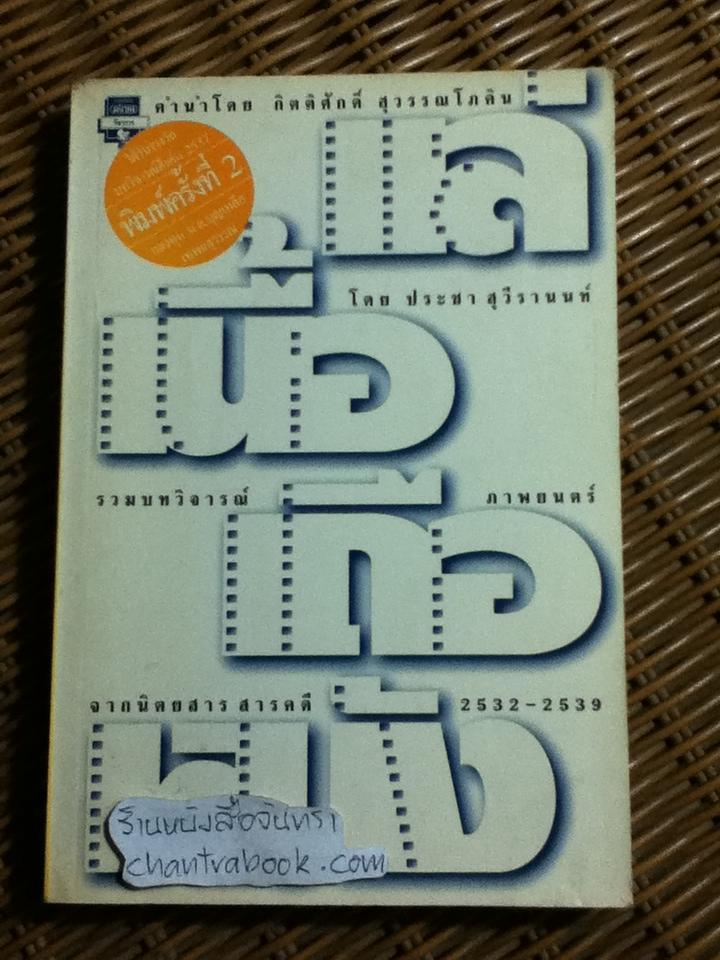 คำนำโดย กิตติศักดิ์ สุวรรณโภคิน
พิมพ์ครั้งที่ 2
แล่
เนื้อ
โดย ประชา สุวีรานนท์
รวมบทวิจารณ์ ภาพยนตร์
เถือ
จากนิตยสาร สารคดี 2532-2539
หนัง
ร้านหนังสือจันทรา
chantrabook.com